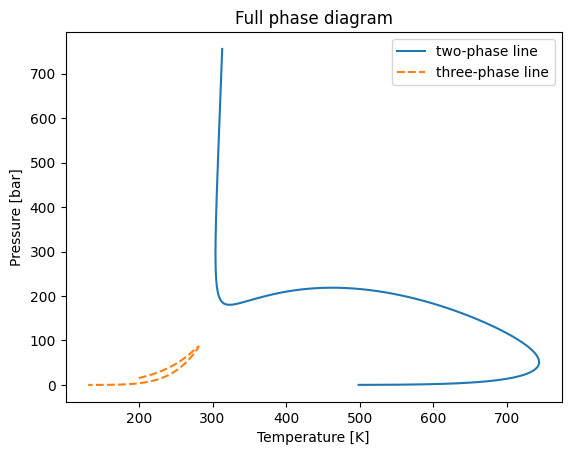 Full phase diagram
two-phase line
three-phase line
Pressure [bar]
700
600
500
400
300
200
100
0
200 300 400 500 600 700
Temperature [K]